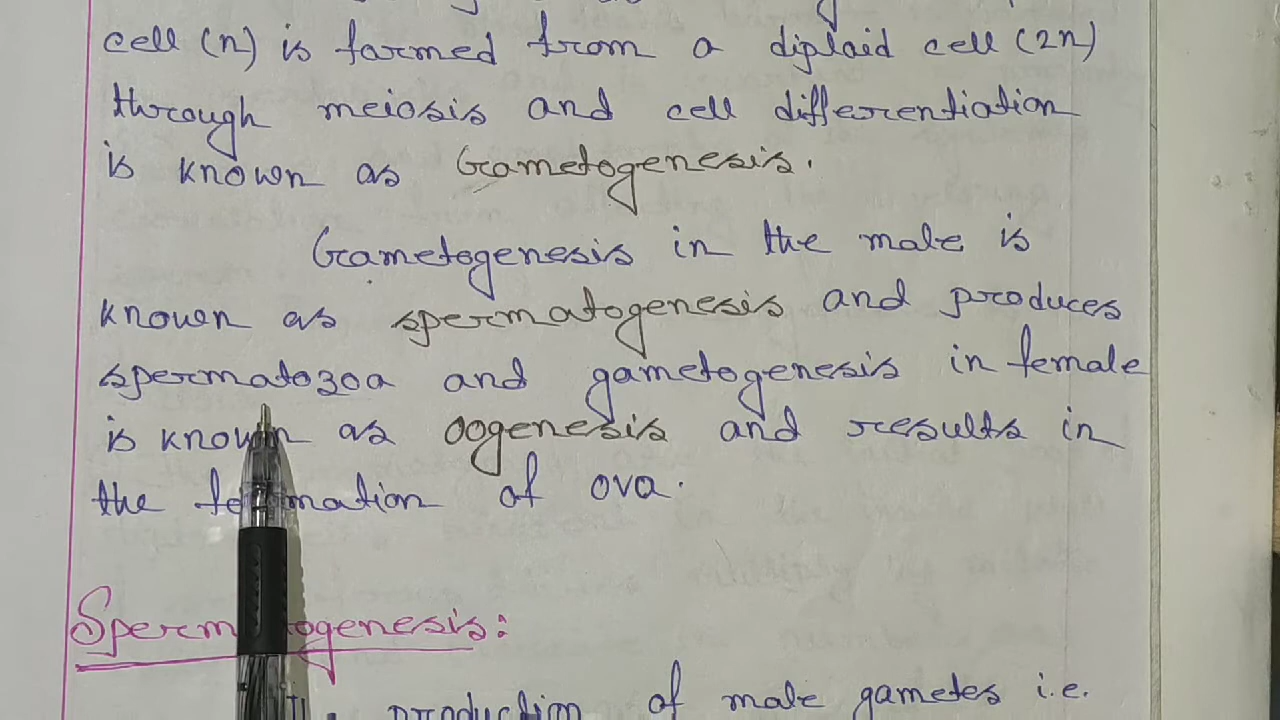 cell (n) is formed from a diploid cell (2n)
through meiosis and cell differentiation
is known as Gametogenesis.
Gametogenesis in the male is
known as spermatogenesis and produces
spermatozoa and gametogenesis in female
is known as oogenesis and results in
the formation of ova.
Spermatogenesis:
production of male gametes i.e.